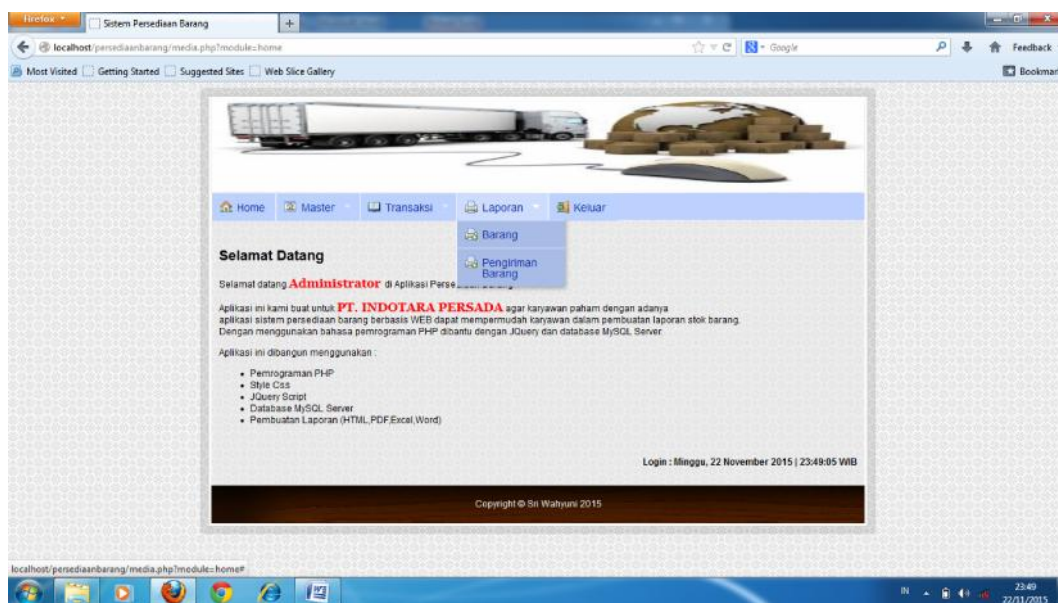 Firefox
Sistem Persediaan Barang
localhost/persediaanbarang/media.php?module=home
Google
Feedback
Most Visited Getting Started Suggested Sites Web Slice Gallery
Bookmar
Home Master Transaksi Laporan Keluar
Barang
Pengiriman
Barang
Selamat Datang
Selamat datang Administrator di Aplikasi Perse
Aplikasi ini kami buat untuk PT. INDOTARA PERSADA agar karyawan paham dengan adanya
aplikasi sistem persediaan barang berbasis WEB dapat mempermudah karyawan dalam pembuatan laporan stok barang.
Dengan menggunakan bahasa pemrograman PHP dibantu dengan JQuery dan database MySQL Server
Aplikasi ini dibangun menggunakan :
• Pemrograman PHP
• Style Css
• JQuery Script
• Database MySQL Server
• Pembuatan Laporan (HTML,PDF,Excel,Word)
Login : Minggu, 22 November 2015 | 23:49:05 WIB
Copyright © Sri Wahyuni 2015
localhost/persediaanbarang/media.php?module=home#
IN
23:49
22/11/2015